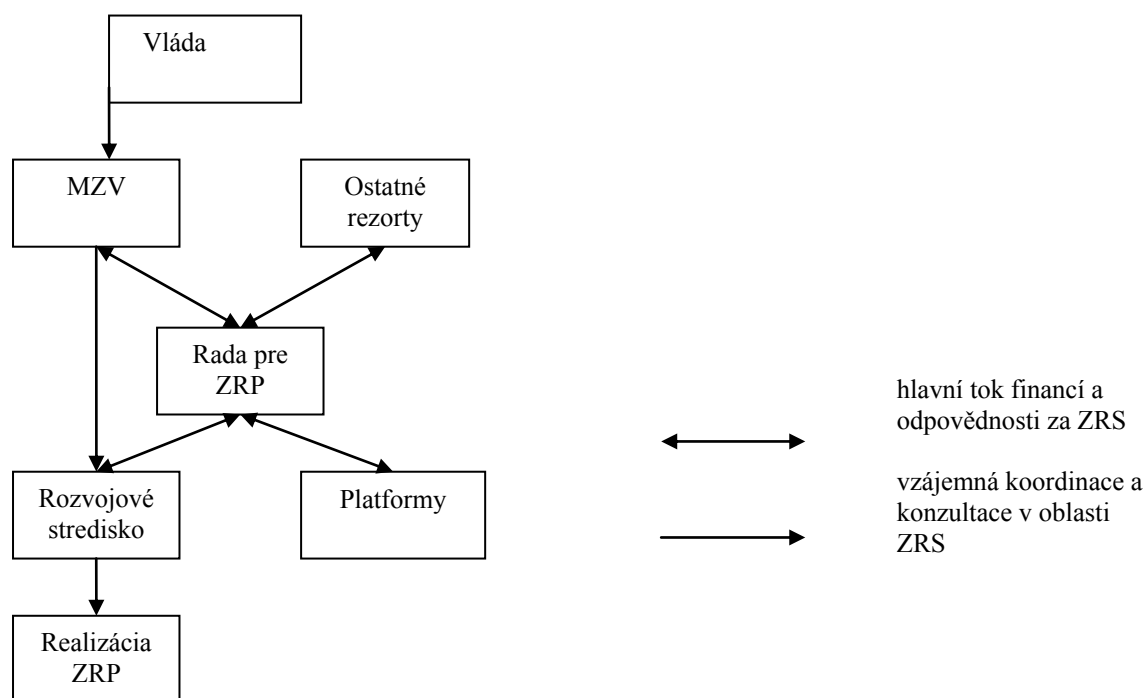 Vláda
MZV
Ostatné
rezorty
Rada pre
ZRP
hlavní tok financí a
odpovědnosti za ZRS
Rozvojové
stredisko
Platformy
vzájemná koordinace a
konzultace v oblasti
ZRS
Realizácia
ZRP